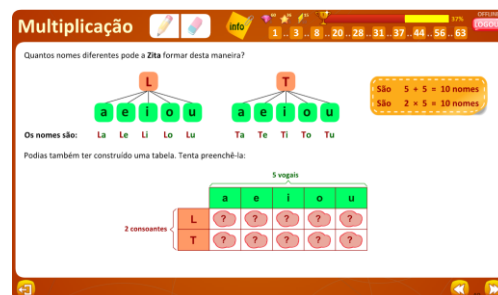 Multiplicação
info
37%
OFFLINE
1 .. 3 .. 8 .. 20 .. 28 .. 31 .. 37 .. 44 .. 56 .. 63
Quantos nomes diferentes pode a Zita formar desta maneira?
L T
a e i o u a e i o u
São 5 + 5 = 10 nomes
São 2 × 5 = 10 nomes
Os nomes são: La Le Li Lo Lu Ta Te Ti To Tu
Podias também ter construído uma tabela. Tenta preenchê-la:
5 vogais
a e i o u
2 consoantes
L ? ? ? ? ?
T ? ? ? ? ?